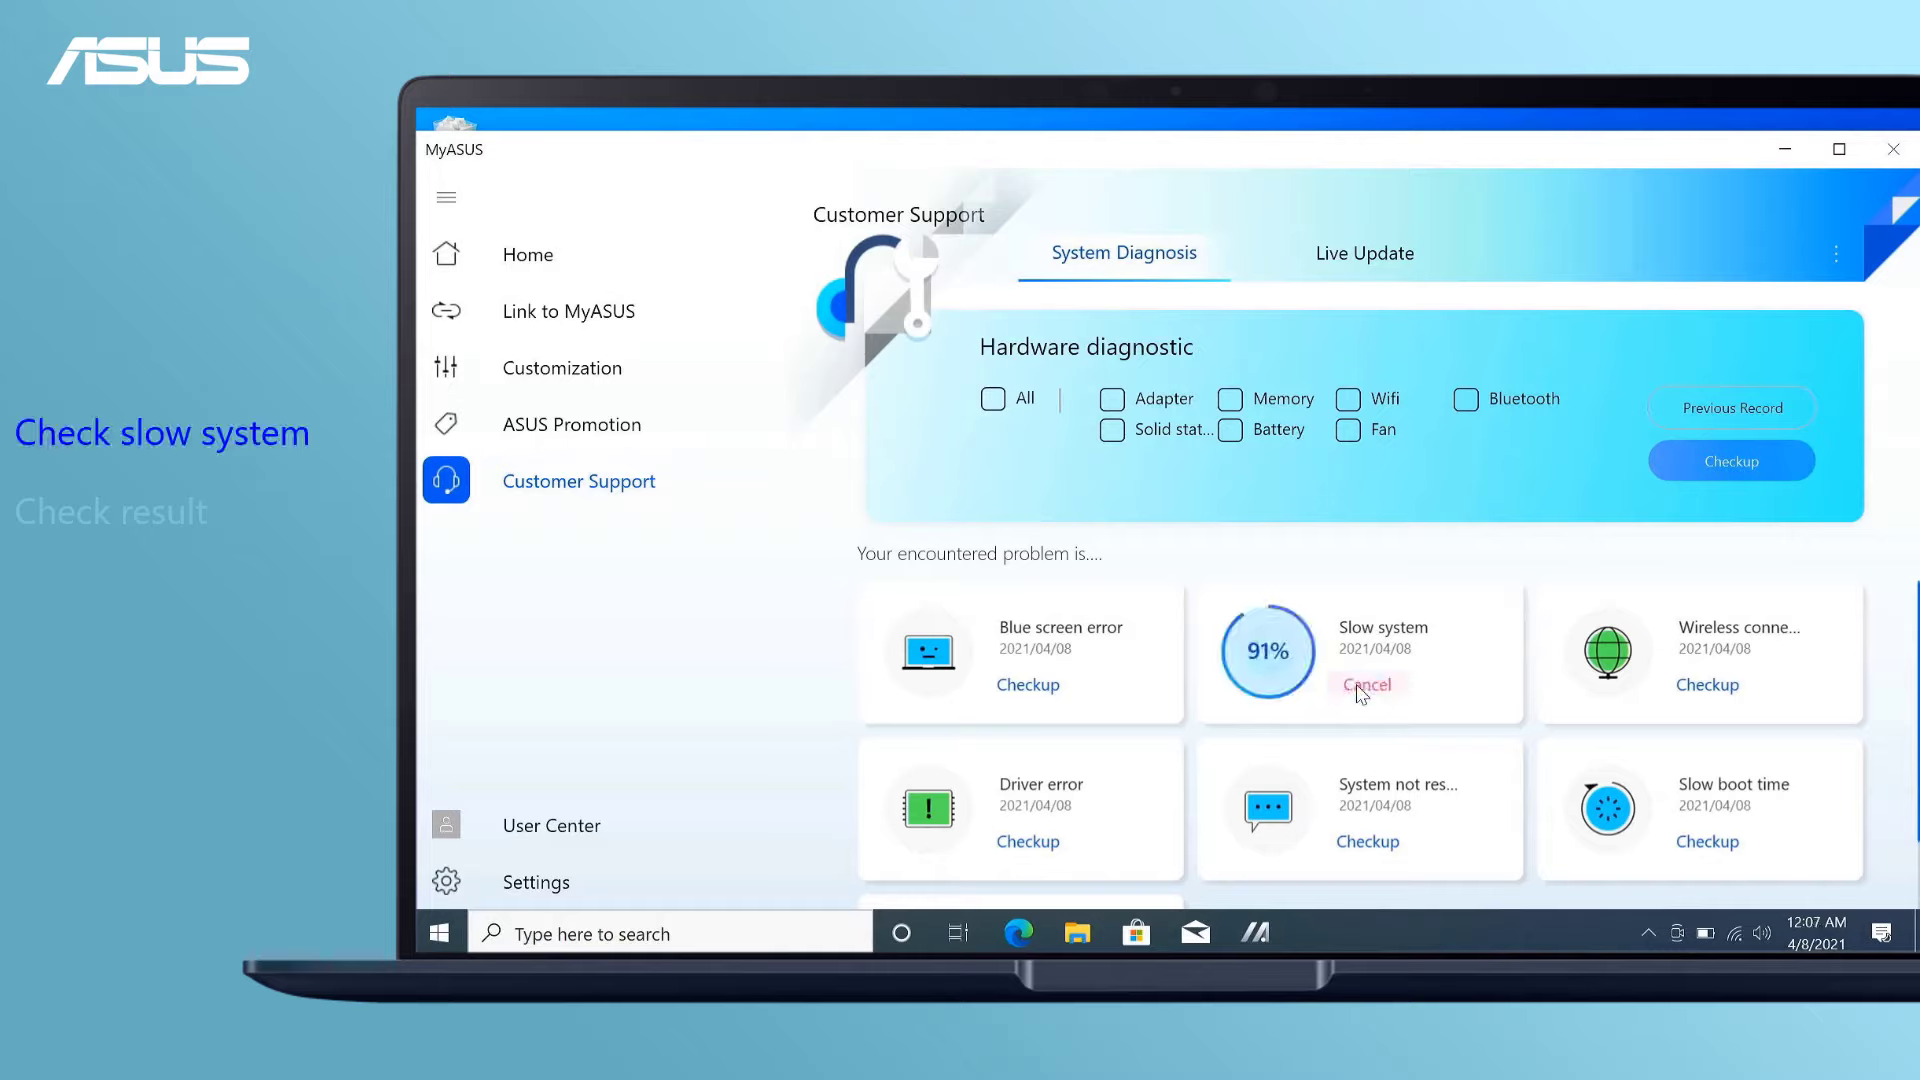 ASUS
MyASUS
Home
Link to MyASUS
Customization
ASUS Promotion
Customer Support
User Center
Settings
Check slow system
Check result
Customer Support
System Diagnosis
Live Update
Hardware diagnostic
All
Adapter
Memory
Wifi
Bluetooth
Solid stat...
Battery
Fan
Previous Record
Checkup
Your encountered problem is....
Blue screen error
2021/04/08
Checkup
91%
Slow system
2021/04/08
Cancel
Wireless conne...
2021/04/08
Checkup
Driver error
2021/04/08
Checkup
System not res...
2021/04/08
Checkup
Slow boot time
2021/04/08
Checkup
Type here to search
12:07 AM
4/8/2021